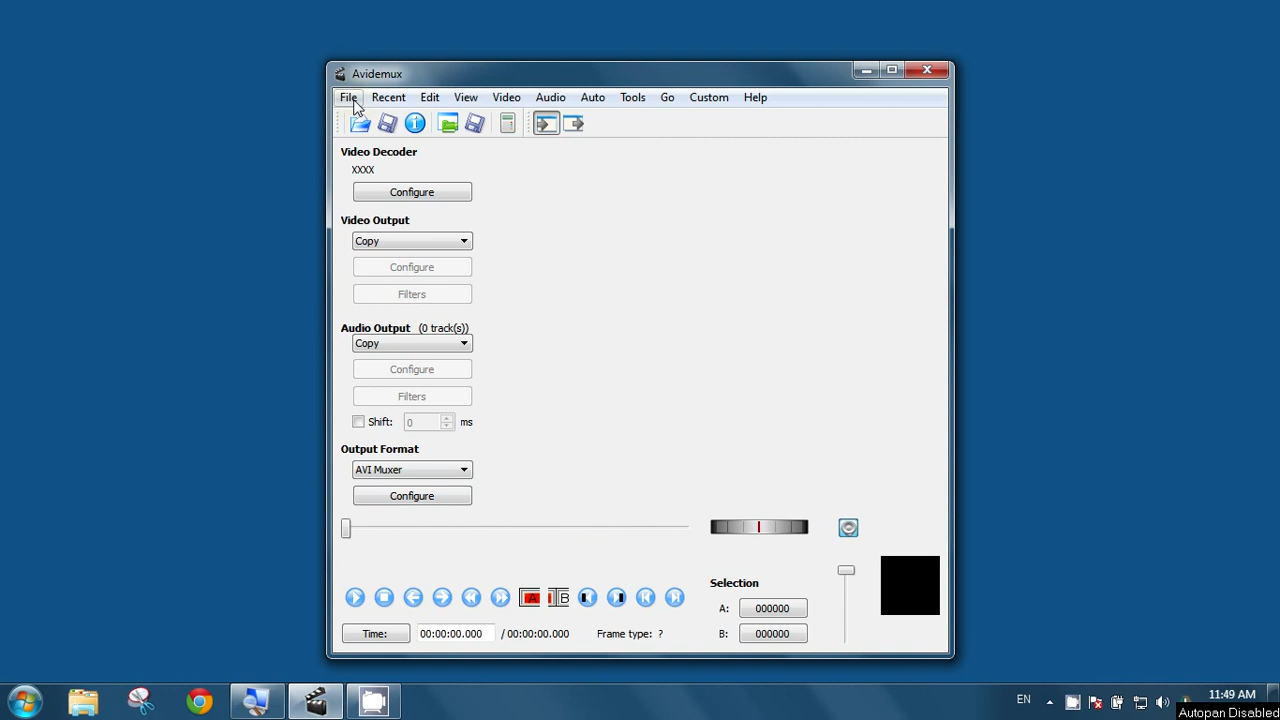 Avidemux
File Recent Edit View Video Audio Auto Tools Go Custom Help
Video Decoder
XXXX
Configure
Video Output
Copy
Configure
Filters
Audio Output (0 track(s))
Copy
Configure
Filters
Shift: 0 ms
Output Format
AVI Muxer
Configure
A B
Selection
A: 000000
B: 000000
Time: 00:00:00.000 / 00:00:00.000 Frame type: ?
EN
11:49 AM
Autopan Disabled